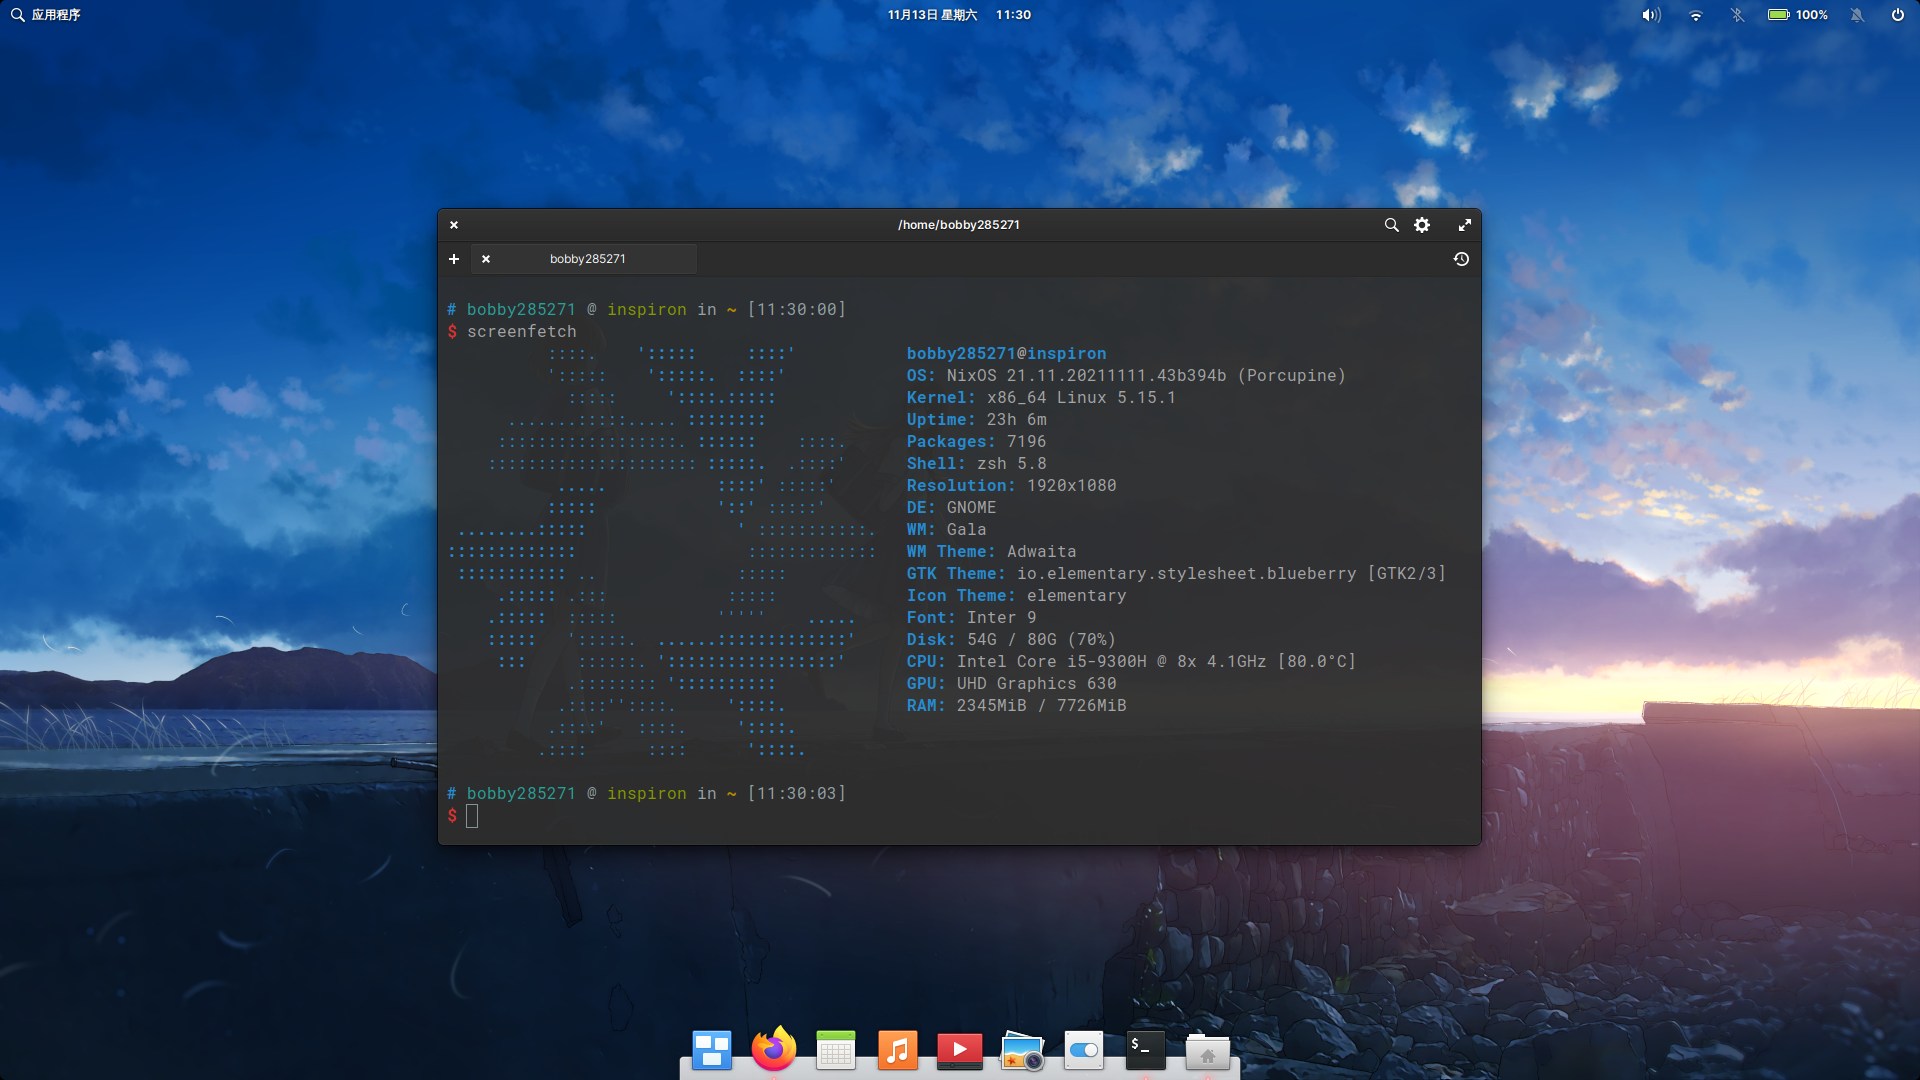 应用程序
11月13日 星期六 11:30
100%
/home/bobby285271
bobby285271
# bobby285271 @ inspiron in ~ [11:30:00]
$ screenfetch
bobby285271@inspiron
OS: NixOS 21.11.20211111.43b394b (Porcupine)
Kernel: x86_64 Linux 5.15.1
Uptime: 23h 6m
Packages: 7196
Shell: zsh 5.8
Resolution: 1920x1080
DE: GNOME
WM: Gala
WM Theme: Adwaita
GTK Theme: io.elementary.stylesheet.blueberry [GTK2/3]
Icon Theme: elementary
Font: Inter 9
Disk: 54G / 80G (70%)
CPU: Intel Core i5-9300H @ 8x 4.1GHz [80.0°C]
GPU: UHD Graphics 630
RAM: 2345MiB / 7726MiB
# bobby285271 @ inspiron in ~ [11:30:03]
$
$_